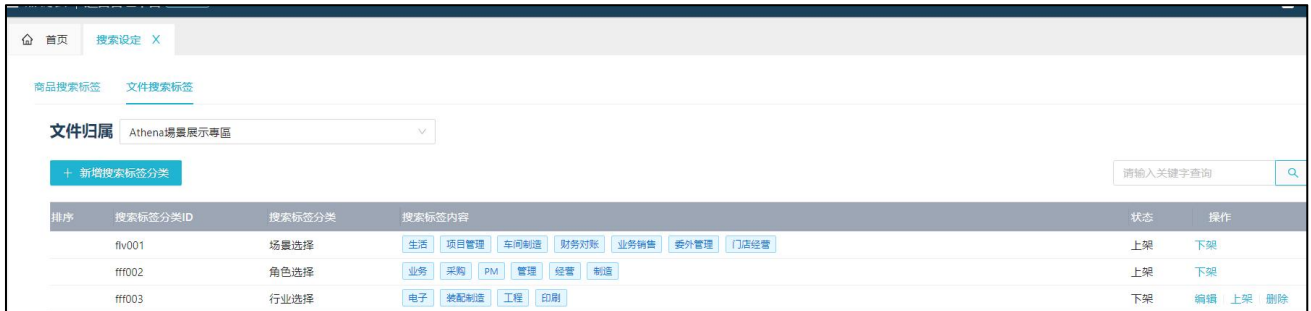 首页 搜索设定 X
商品搜索标签 文件搜索标签
文件归属 Athena場景展示專區
+ 新增搜索标签分类 请输入关键字查询
排序 搜索标签分类ID 搜索标签分类 搜索标签内容 状态 操作
flv001 场景选择 生活 项目管理 车间制造 财务对账 业务销售 委外管理 门店经营 上架 下架
fff002 角色选择 业务 采购 PM 管理 经营 制造 上架 下架
fff003 行业选择 电子 装配制造 工程 印刷 下架 编辑 上架 删除